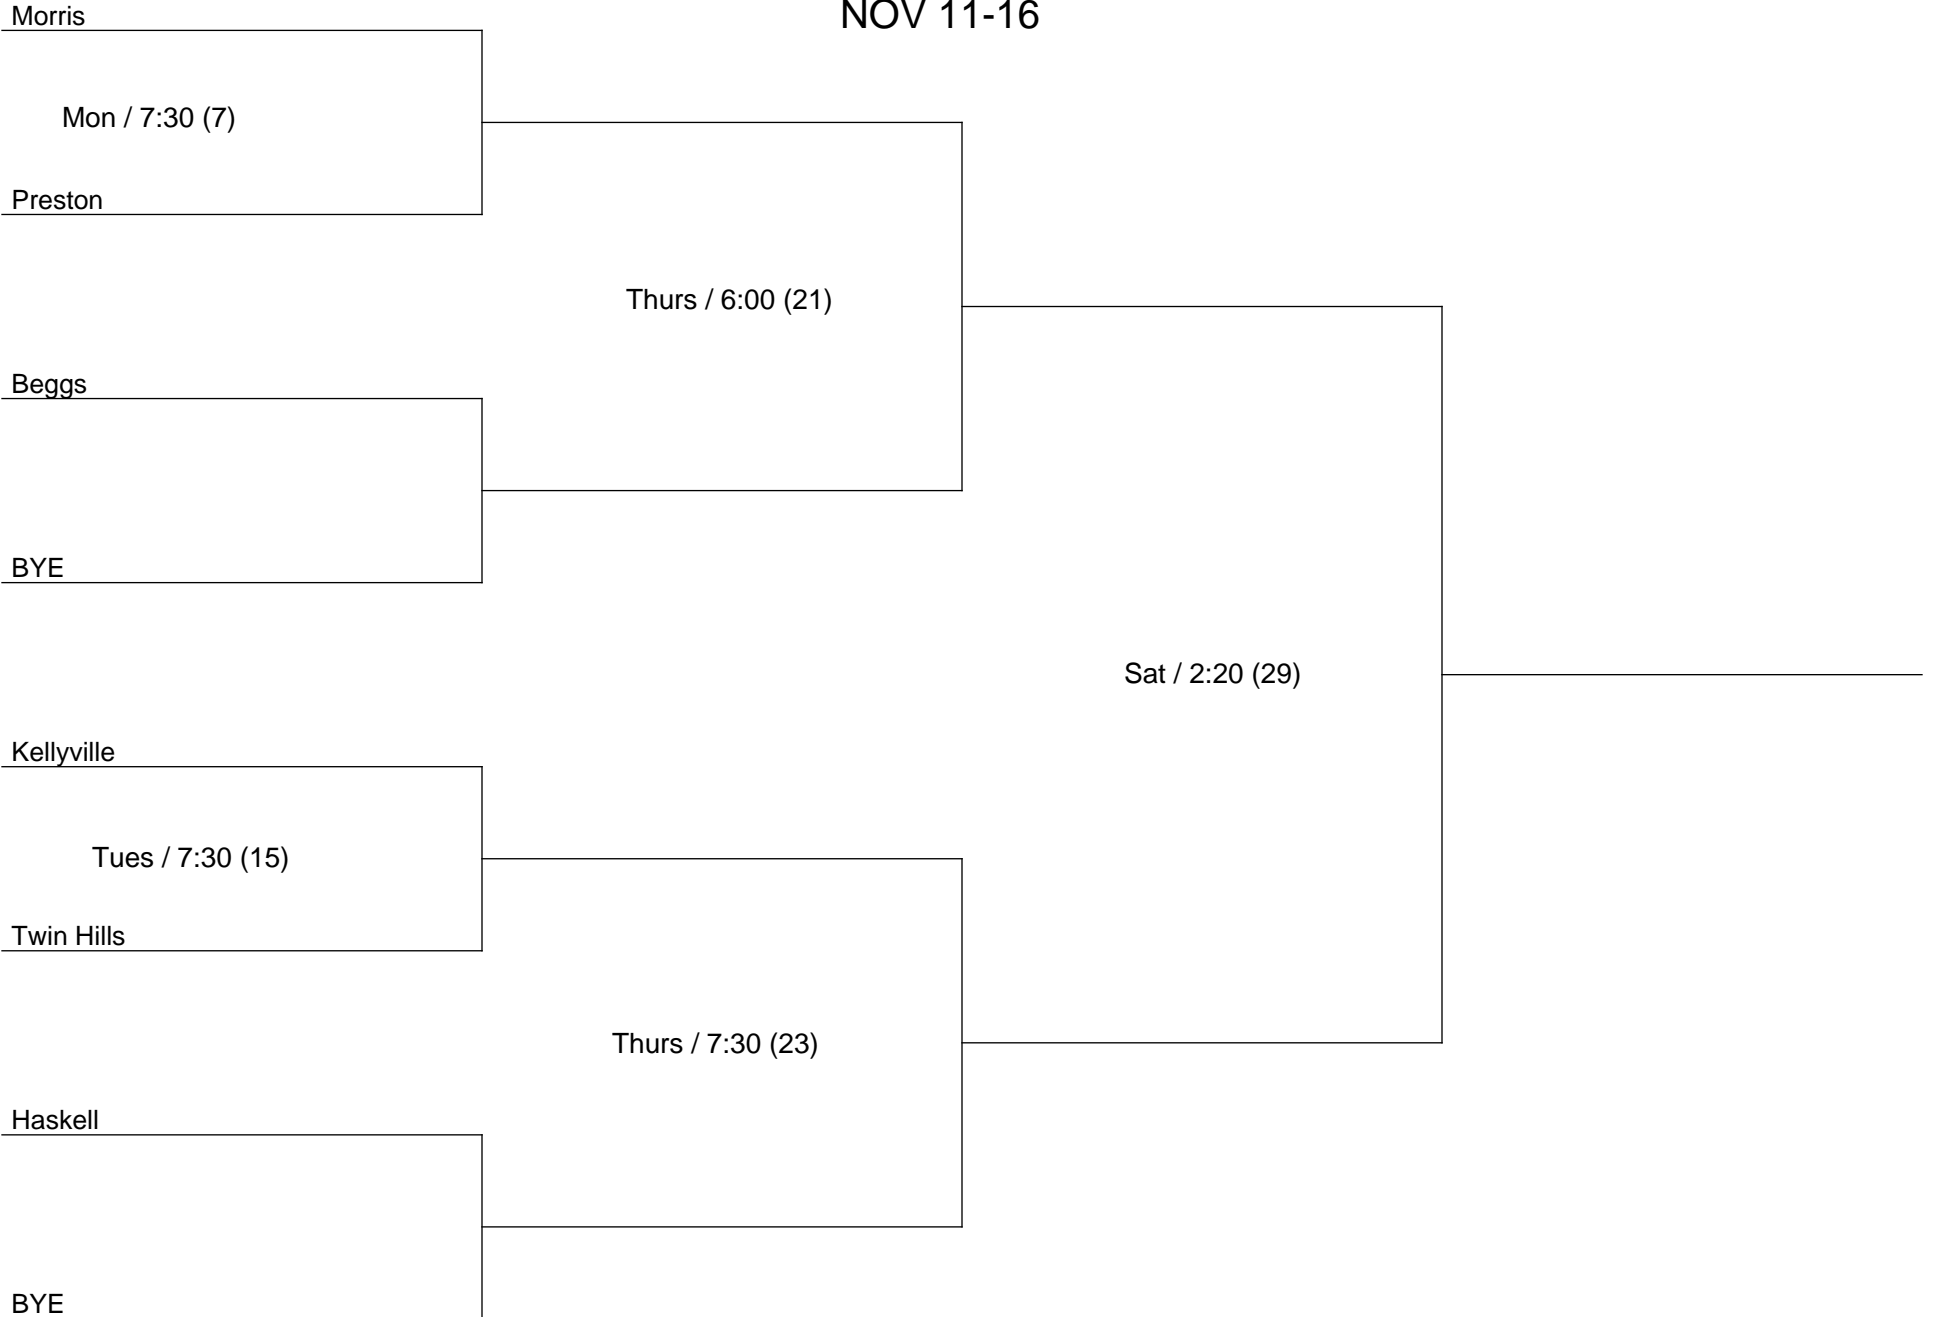 Morris
NOV 11-16
Mon / 7:30 (7)
Preston
Thurs / 6:00 (21)
Beggs
BYE
Sat / 2:20 (29)
Kellyville
Tues / 7:30 (15)
Twin Hills
Thurs / 7:30 (23)
Haskell
BYE